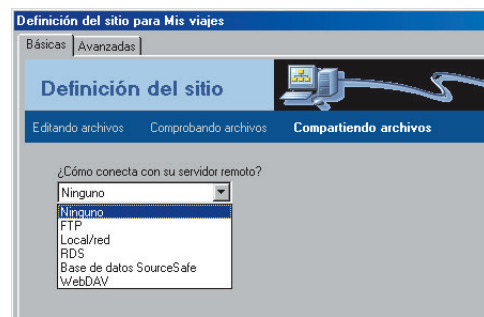 Definición del sitio para Mis viajes
Básicas Avanzadas
Definición del sitio
Editando archivos Comprobando archivos Compartiendo archivos
¿Cómo conecta con su servidor remoto?
Ninguno
Ninguno
FTP
Local/red
RDS
Base de datos SourceSafe
WebDAV